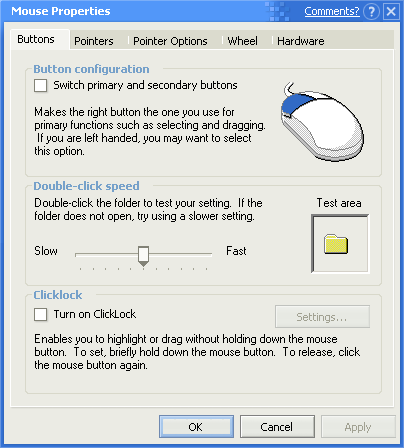 Mouse Properties Comments? ?
Buttons Pointers Pointer Options Wheel Hardware
Button configuration
Switch primary and secondary buttons
Makes the right button the one you use for
primary functions such as selecting and dragging.
If you are left handed, you may want to select
this option.
Double-click speed
Double-click the folder to test your setting. If the
folder does not open, try using a slower setting.
Test area
Slow Fast
Clicklock
Turn on ClickLock
Settings...
Enables you to highlight or drag without holding down the mouse
button. To set, briefly hold down the mouse button. To release, click
the mouse button again.
OK Cancel Apply